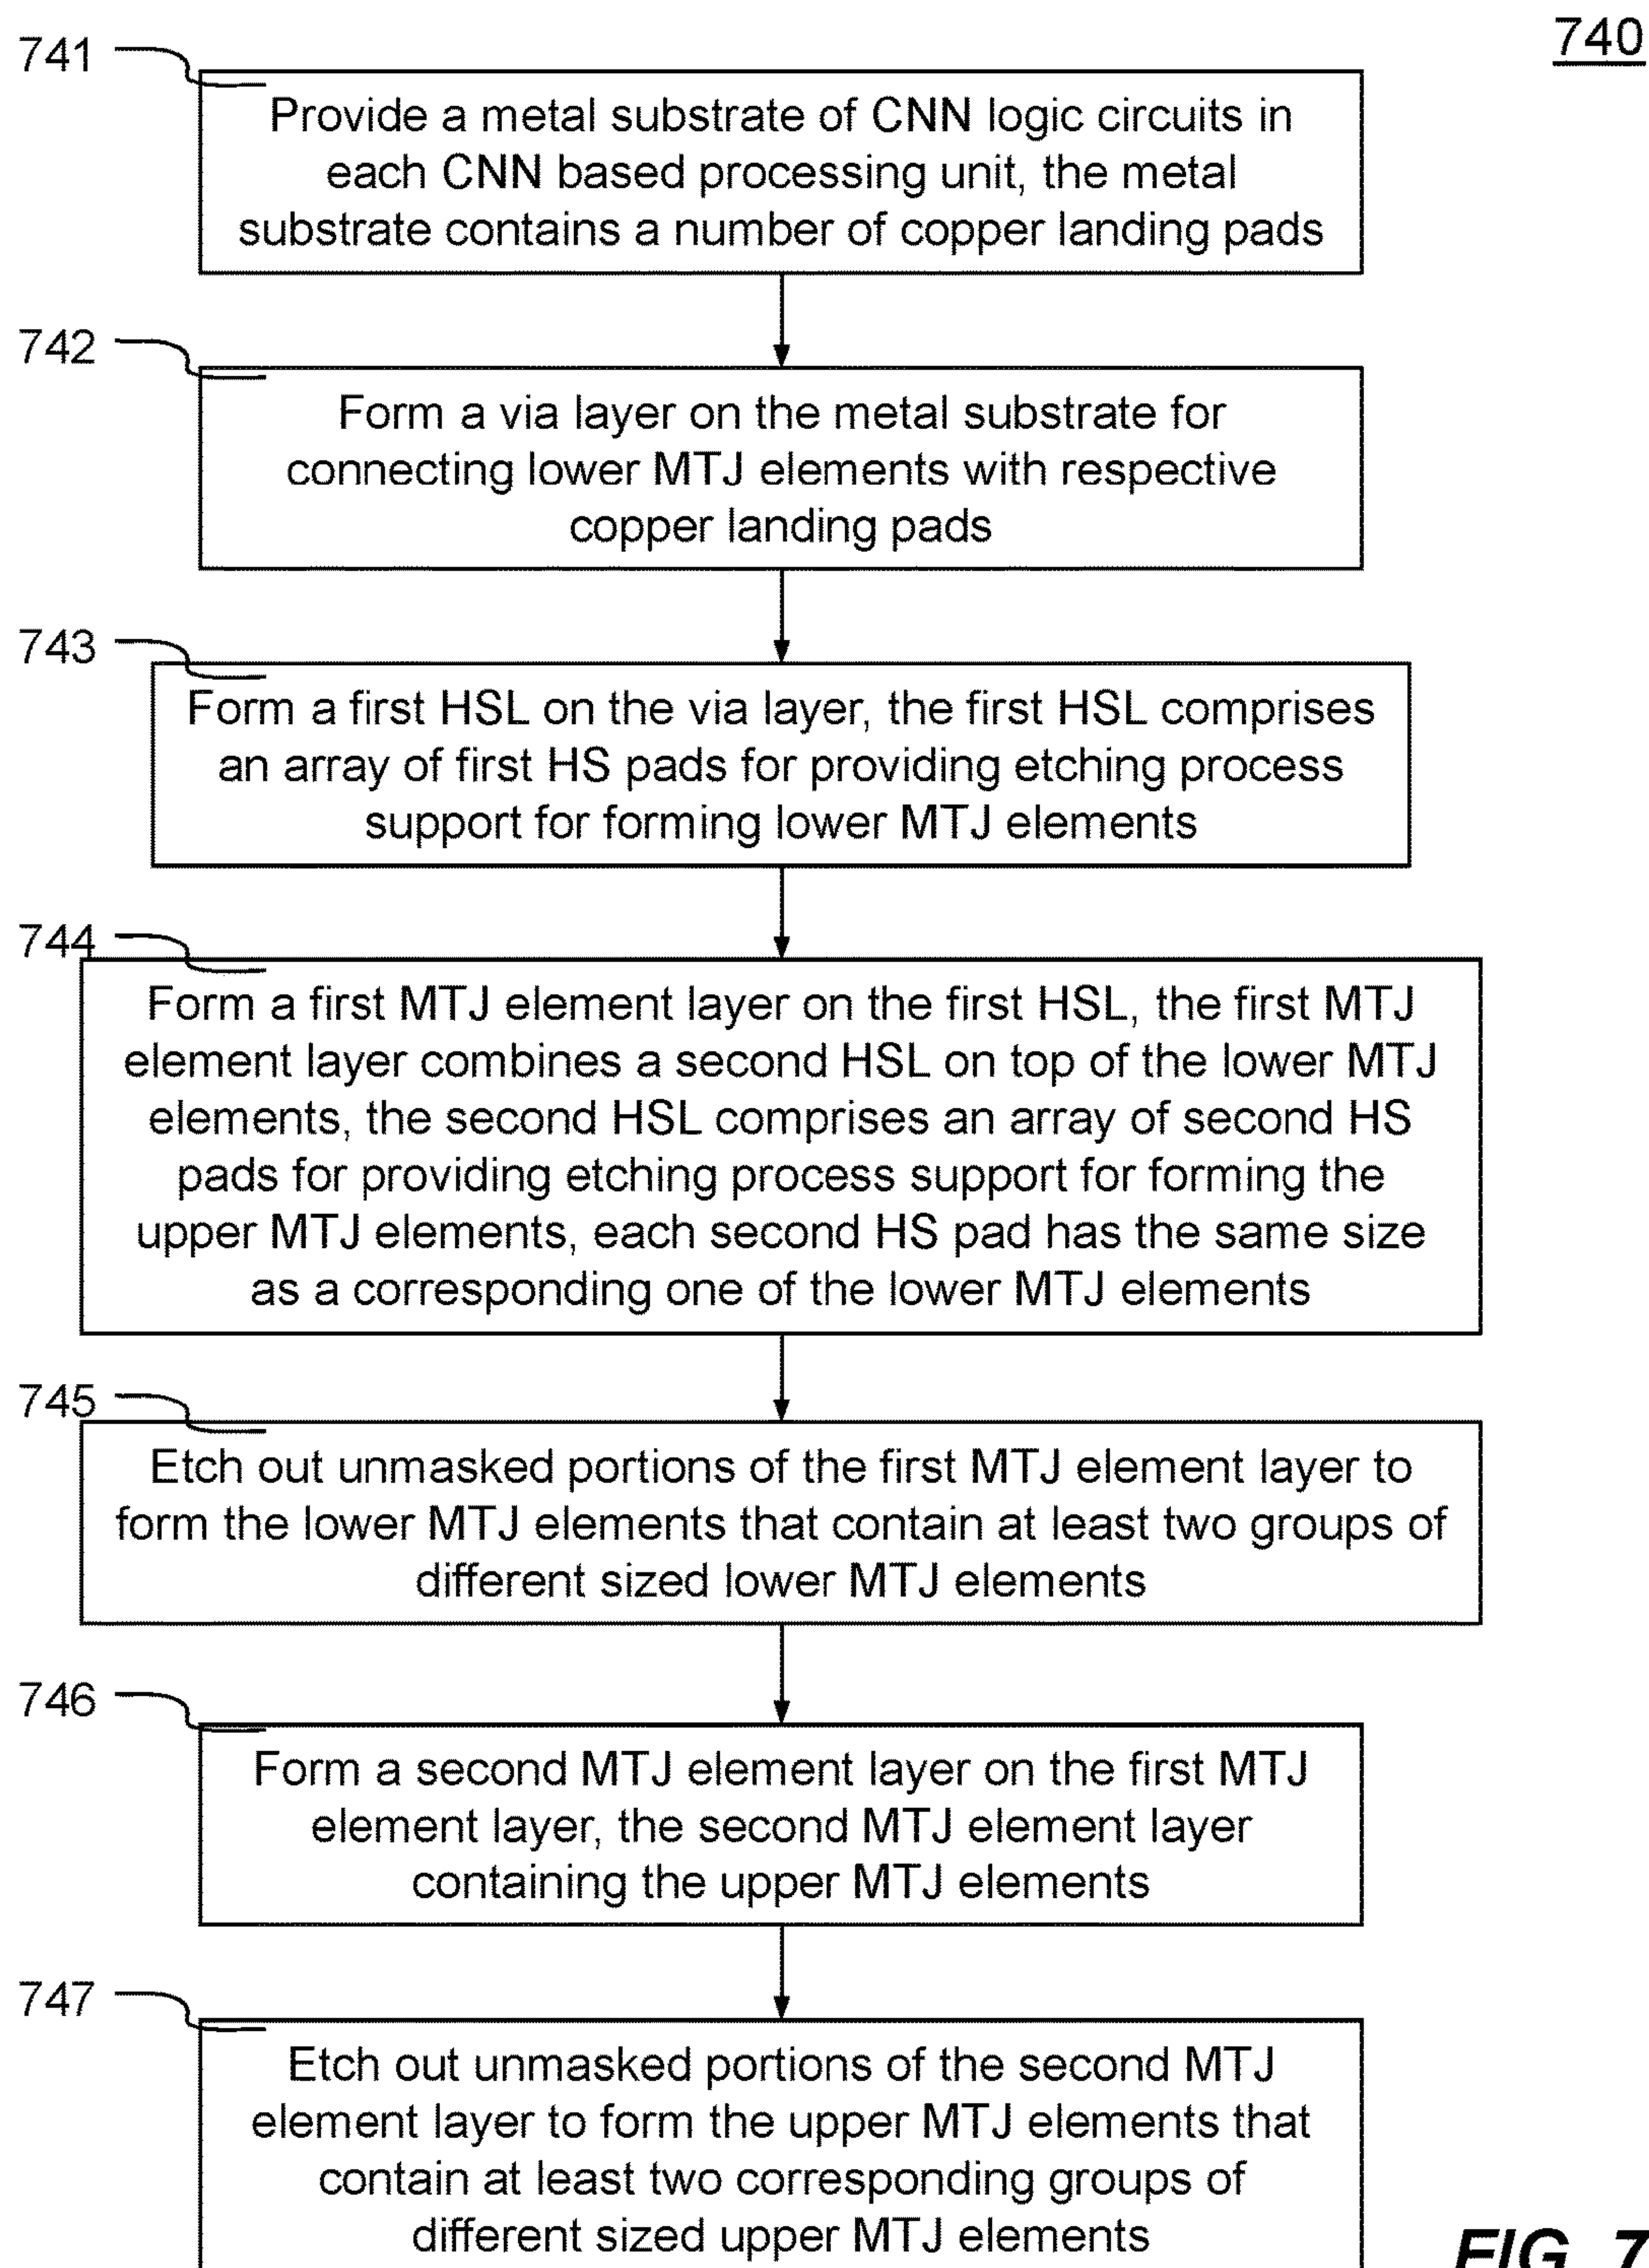 740
741
Provide a metal substrate of CNN logic circuits in
each CNN based processing unit, the metal
substrate contains a number of copper landing pads
742
Form a via layer on the metal substrate for
connecting lower MTJ elements with respective
copper landing pads
743
Form a first HSL on the via layer, the first HSL comprises
an array of first HS pads for providing etching process
support for forming lower MTJ elements
744
Form a first MTJ element layer on the first HSL, the first MTJ
element layer combines a second HSL on top of the lower MTJ
elements, the second HSL comprises an array of second HS
pads for providing etching process support for forming the
upper MTJ elements, each second HS pad has the same size
as a corresponding one of the lower MTJ elements
745
Etch out unmasked portions of the first MTJ element layer to
form the lower MTJ elements that contain at least two groups of
different sized lower MTJ elements
746
Form a second MTJ element layer on the first MTJ
element layer, the second MTJ element layer
containing the upper MTJ elements
747
Etch out unmasked portions of the second MTJ
element layer to form the upper MTJ elements that
contain at least two corresponding groups of
different sized upper MTJ elements
FIG. 7